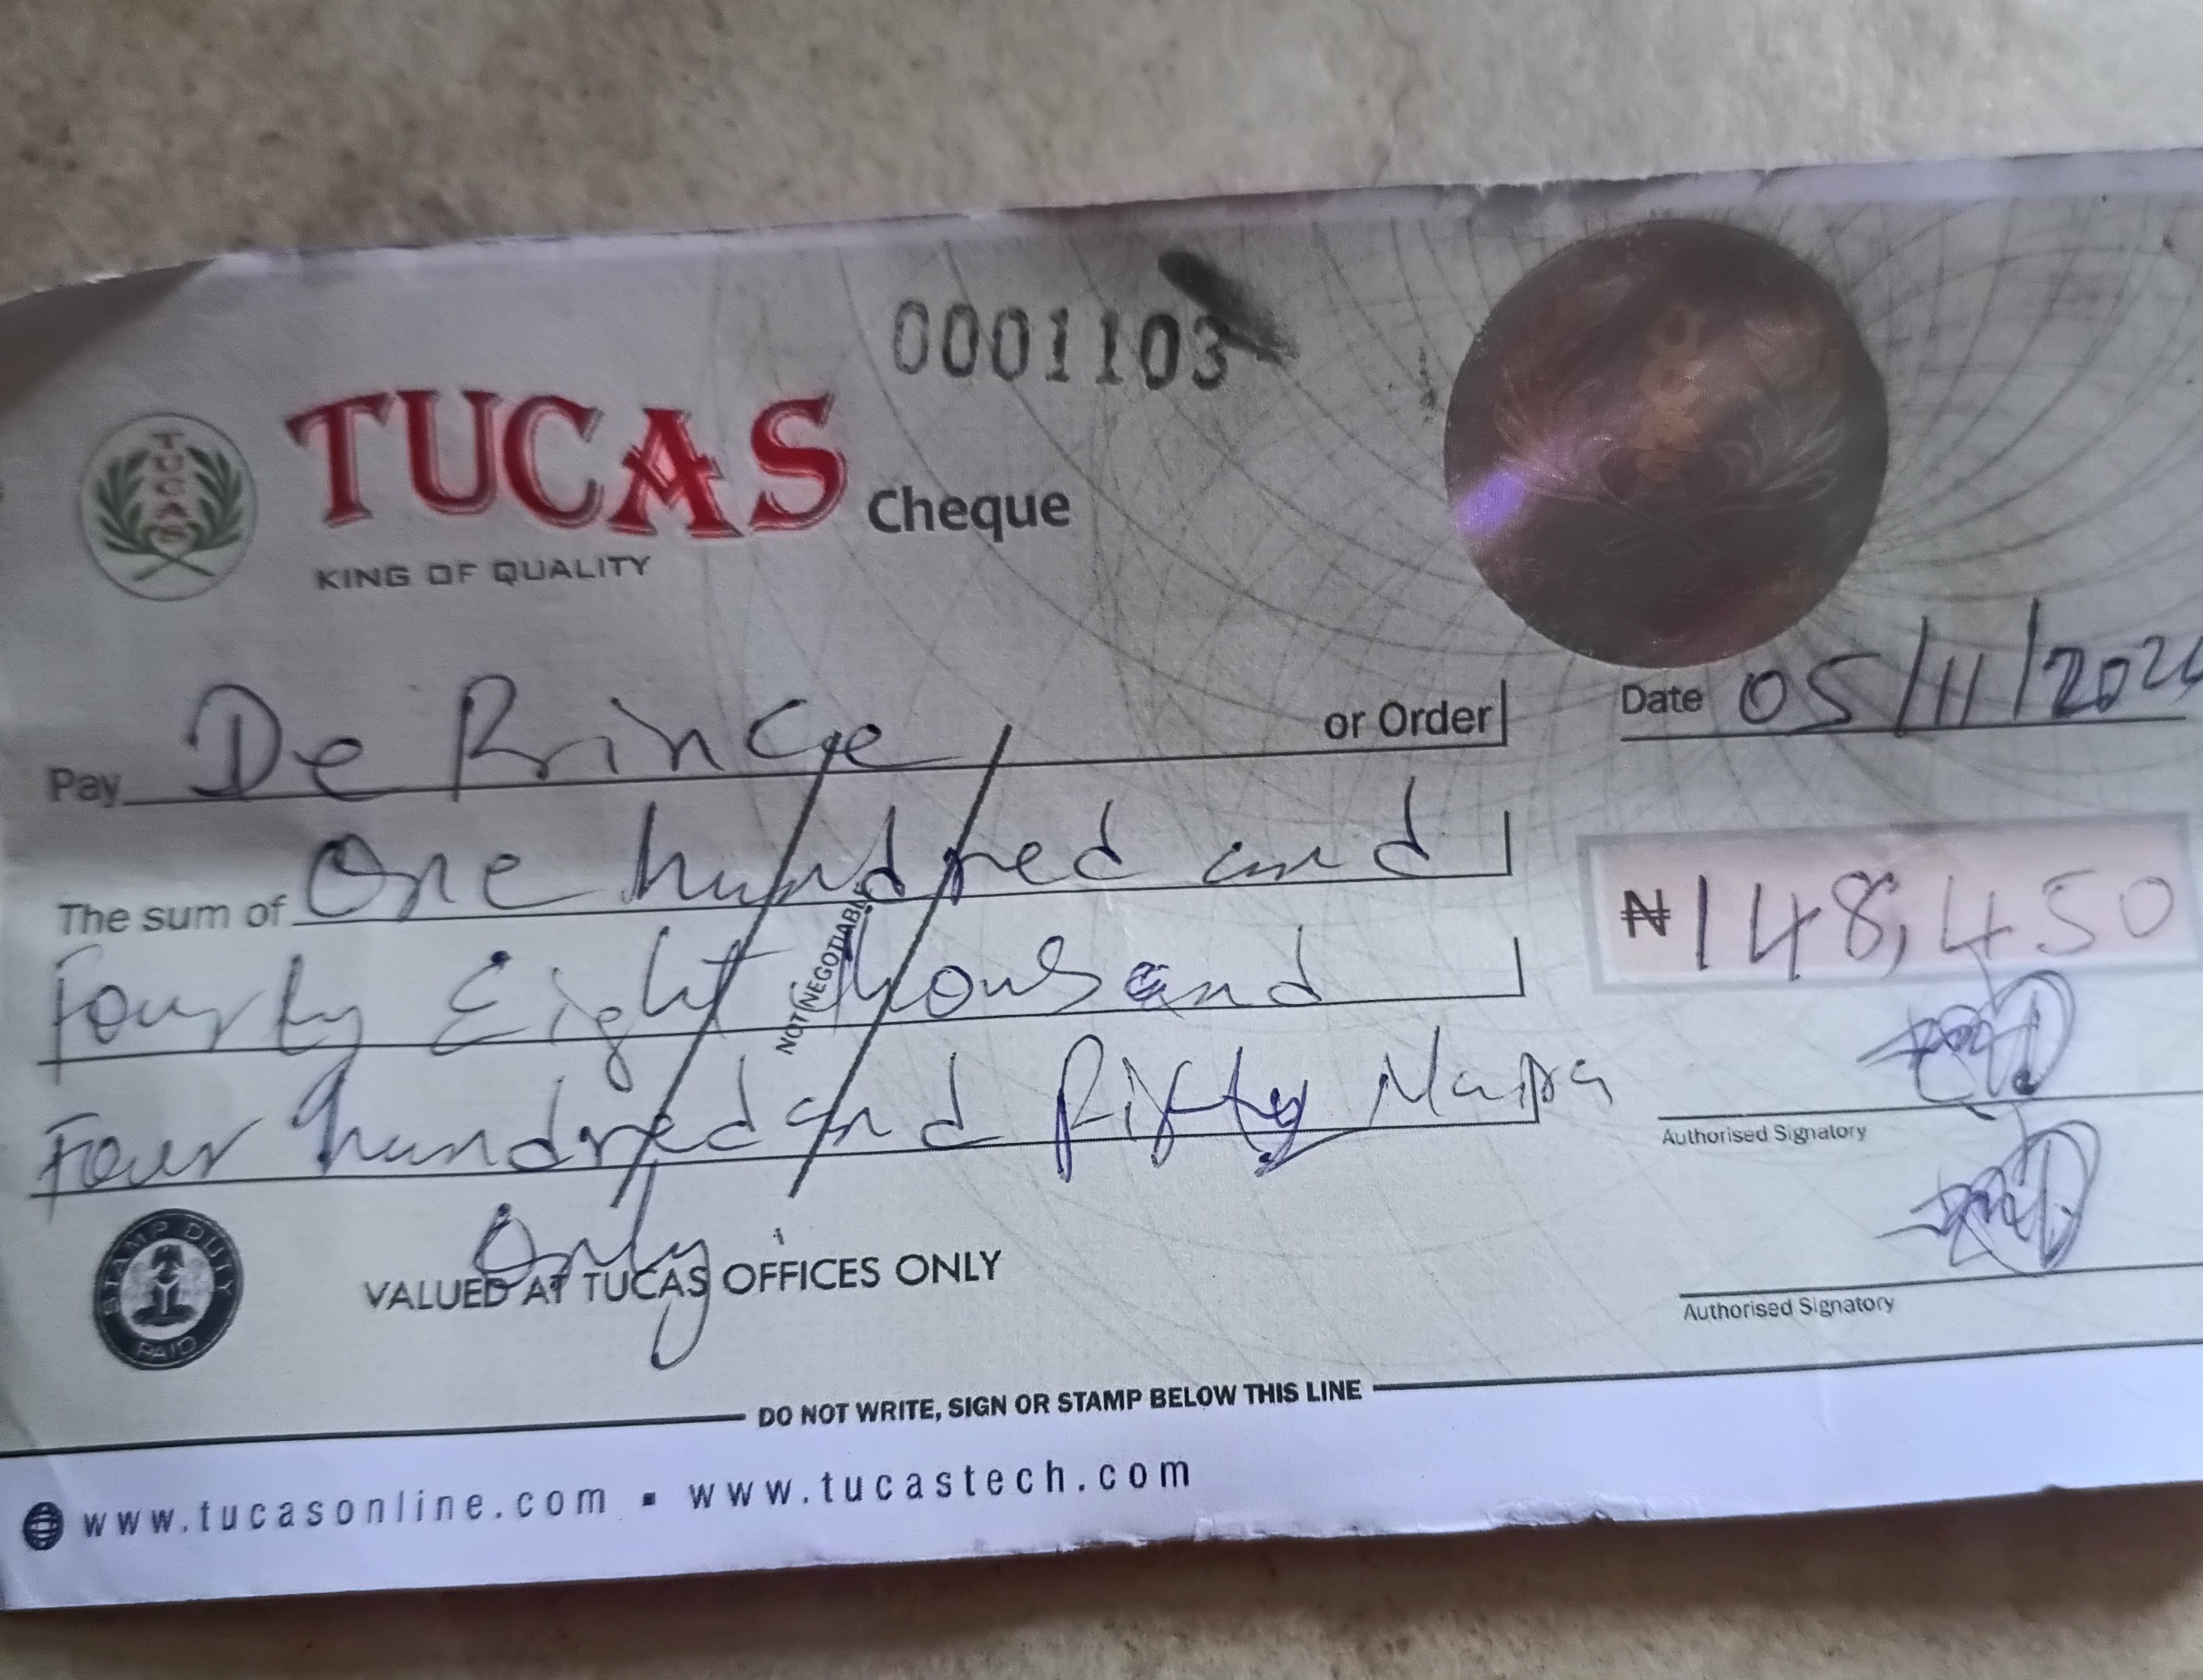 0001103
TUCAS
TUCAS Cheque
KING OF QUALITY
Date 05/11/202
Pay De Prince or Order
The sum of One hundred and
₦148,450
Fourty Eight thousand
NOT NEGOTIABLE
Four hundred and fifty Naira
Only
Authorised Signatory
Authorised Signatory
STAMP DUTY PAID
VALUED AT TUCAS OFFICES ONLY
DO NOT WRITE, SIGN OR STAMP BELOW THIS LINE
www.tucasonline.com ▪ www.tucastech.com